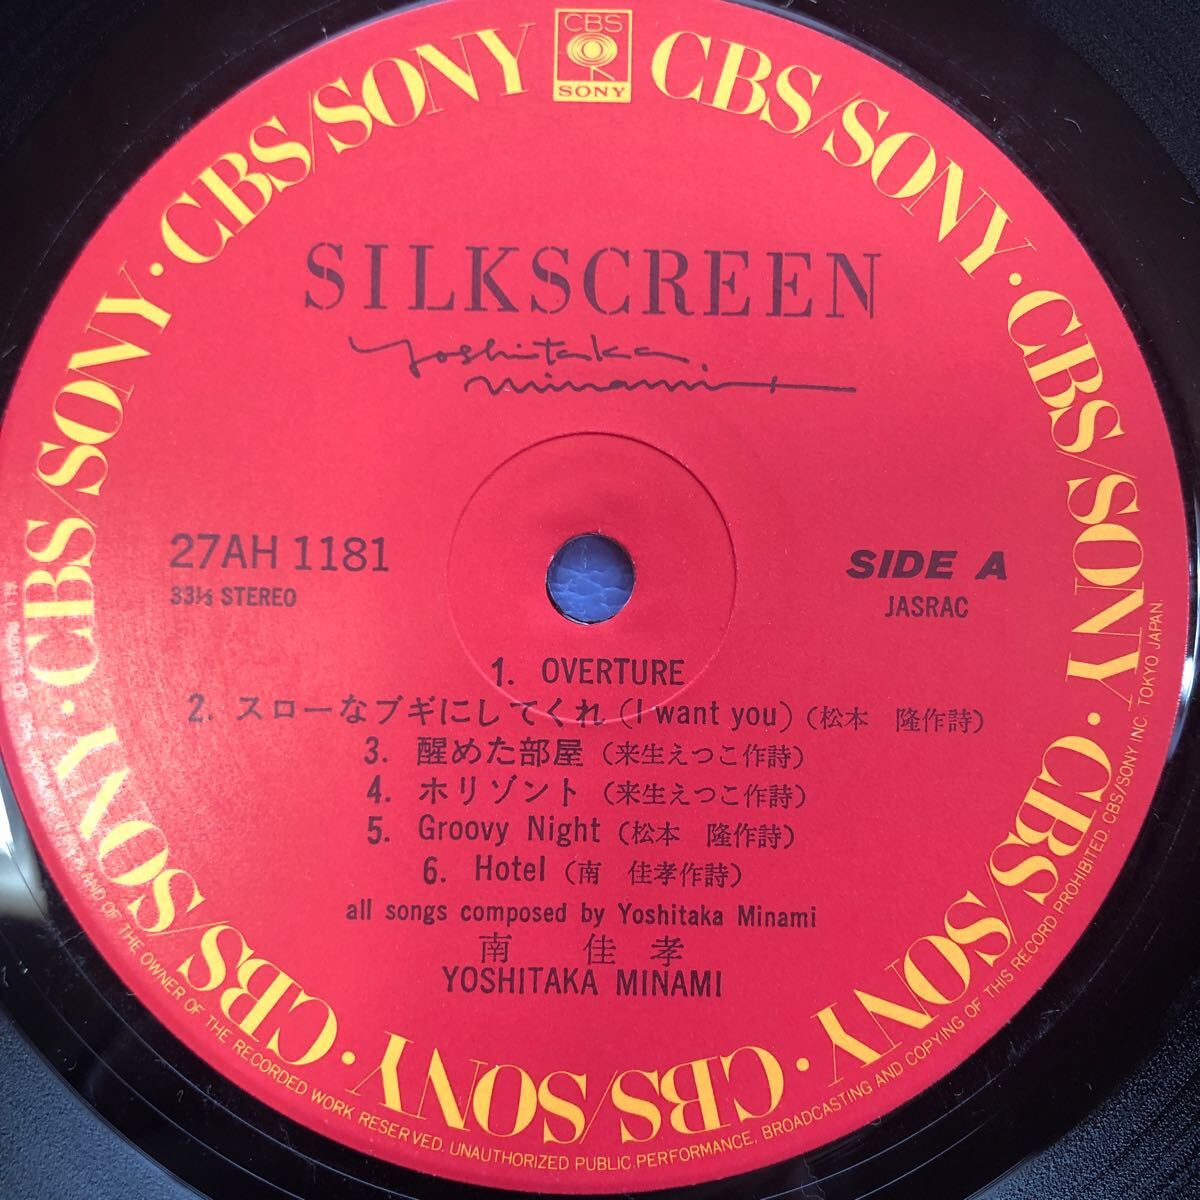 CBS
SONY
CBS/SONY · CBS/SONY · CBS/SONY · CBS/SONY · CBS/SONY · CBS/SONY · CBS/SONY · CBS/SONY
SILKSCREEN
yoshitaka
minami
27AH 1181
33⅓ STEREO
SIDE A
JASRAC
1. OVERTURE
2. スローなブギにしてくれ (I want you) (松本 隆作詩)
3. 醒めた部屋 (来生えつこ作詩)
4. ホリゾント (来生えつこ作詩)
5. Groovy Night (松本 隆作詩)
6. Hotel (南 佳孝作詩)
all songs composed by Yoshitaka Minami
南 佳 孝
YOSHITAKA MINAMI
AND OF THE OWNER OF THE RECORDED WORK RESERVED. UNAUTHORIZED PUBLIC PERFORMANCE, BROADCASTING AND COPYING OF THIS RECORD PROHIBITED. CBS/SONY INC. TOKYO JAPAN